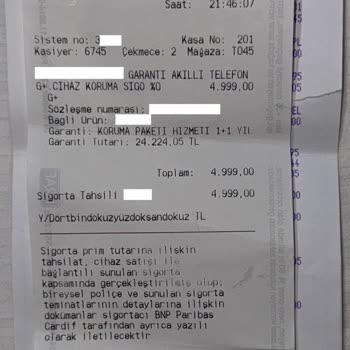 Saat: 21:46:07
Sistem no: 3
Kasa No: 201
Kasiyer: 6745 Çekmece: 2 Mağaza: T045
GARANTI AKILLI TELEFON
G+ CIHAZ KORUMA SIGO %0 4.999,00
G+
Sözleşme numarası:
Bagli Ürün:
Garanti: KORUMA PAKETI HIZMETI 1+1 YIL
Garanti Tutarı: 24.224,05 TL
Toplam: 4.999,00
Sigorta Tahsili 4.999,00
Y/Dörtbindokuzyüzdoksandokuz TL
Sigorta prim tutarına ilişkin
tahsilat, cihaz satışı ile
bağlantılı sunulan sigorta
kapsamında gerçekleştirilmiş olup;
bireysel poliçe ve sunulan sigorta
teminatlarının detaylarına ilişkin
dokümanlar sigortacı BNP Paribas
Cardif tarafından ayrıca yazılı
olarak iletilecektir